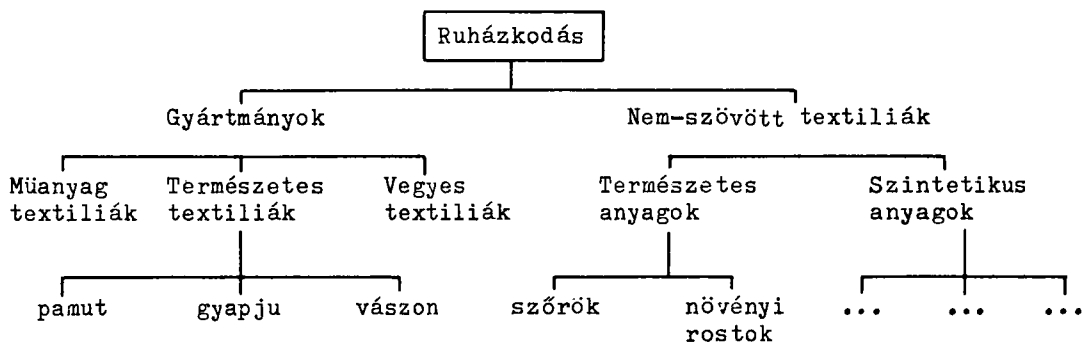 Ruházkodás
Gyártmányok
Nem-szövött textiliák
Müanyag
textiliák
Természetes
textiliák
Vegyes
textiliák
Természetes
anyagok
Szintetikus
anyagok
pamut
gyapju
vászon
szőrök
növényi
rostok
...
...
...